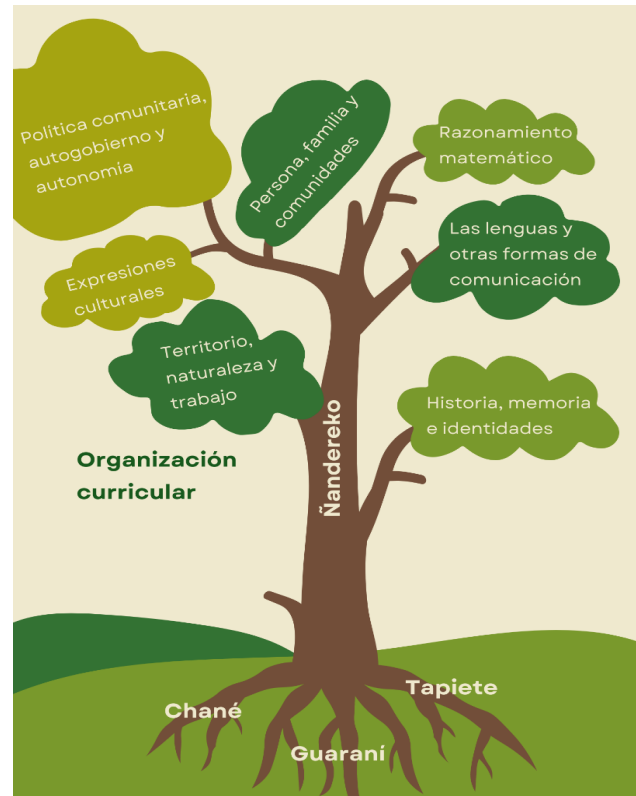 Política comunitaria,
autogobierno y
autonomía
Persona, familia y
comunidades
Razonamiento
matemático
Las lenguas y
otras formas de
comunicación
Expresiones
culturales
Territorio,
naturaleza y
trabajo
Historia, memoria
e identidades
Organización
curricular
Ñandereko
Chané
Guaraní
Tapiete